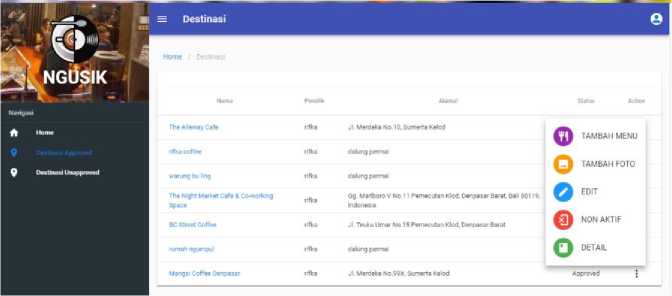 NGUSIK
Destinasi
Home / Destinasi
Navigasi
Home
Destinasi Approved
Destinasi Unapproved
Nama Pemilik Alamat Status Action
The Alleway Cafe rifka Jl. Merdeka No.10, Sumerta Kelod
rifka coffee rifka dalung permai
warung bu ling rifka dalung permai
The Night Market Cafe & Co-working Space rifka Gg. Marlboro V No.11 Pemecutan Klod, Denpasar Barat, Bali 80119, Indonesia
BC Street Coffee rifka Jl. Teuku Umar No.15 Pemecutan Klod, Denpasar Barat
rumah ngumpul rifka dalung permai
Mangsi Coffee Denpasar rifka Jl. Merdeka No.99X, Sumerta Kelod Approved
TAMBAH MENU
TAMBAH FOTO
EDIT
NON AKTIF
DETAIL